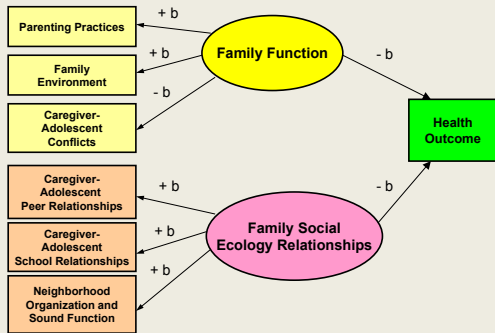 Parenting Practices
+ b
Family
Environment
+ b
Caregiver-
Adolescent
Conflicts
- b
Family Function
- b
Health
Outcome
Caregiver-
Adolescent
Peer Relationships
+ b
Caregiver-
Adolescent
School Relationships
+ b
Neighborhood
Organization and
Sound Function
+ b
Family Social
Ecology Relationships
- b